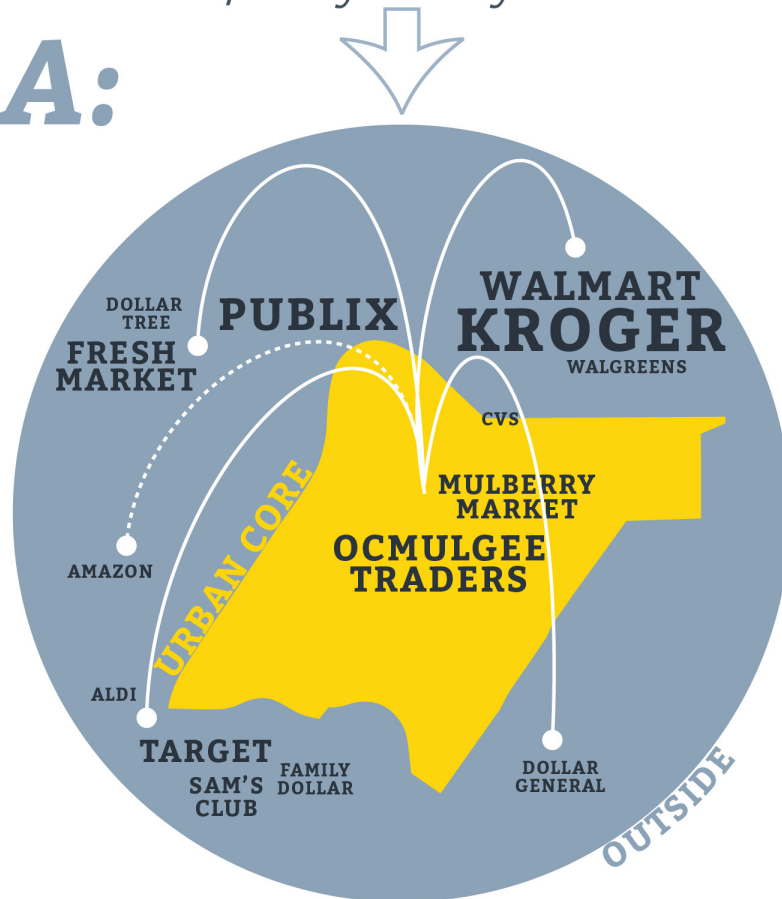 A:
DOLLAR
TREE
PUBLIX
FRESH
MARKET
WALMART
KROGER
WALGREENS
CVS
MULBERRY
MARKET
OCMULGEE
TRADERS
URBAN CORE
AMAZON
ALDI
TARGET
SAM'S
CLUB
FAMILY
DOLLAR
DOLLAR
GENERAL
OUTSIDE